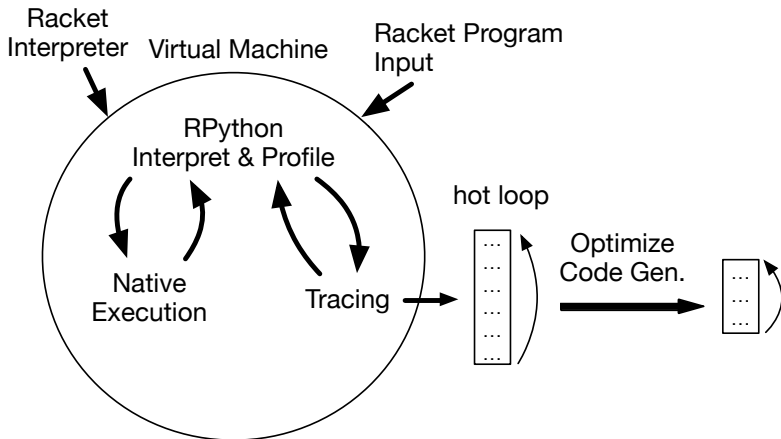 Racket
Interpreter
Virtual Machine
Racket Program
Input
RPython
Interpret & Profile
hot loop
Native
Execution
Tracing
...
...
...
...
...
...
Optimize
Code Gen.
...
...
...